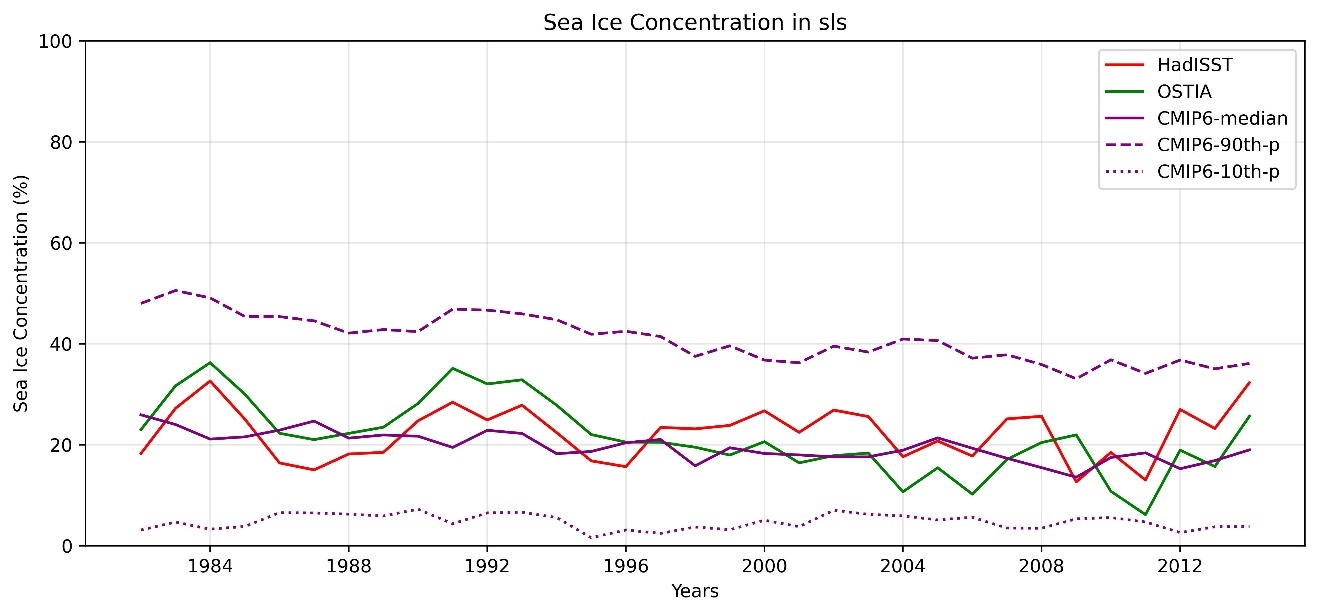 Sea Ice Concentration in sls
100
80
60
40
20
0
Sea Ice Concentration (%)
HadISST
OSTIA
CMIP6-median
CMIP6-90th-p
CMIP6-10th-p
1984 1988 1992 1996 2000 2004 2008 2012
Years